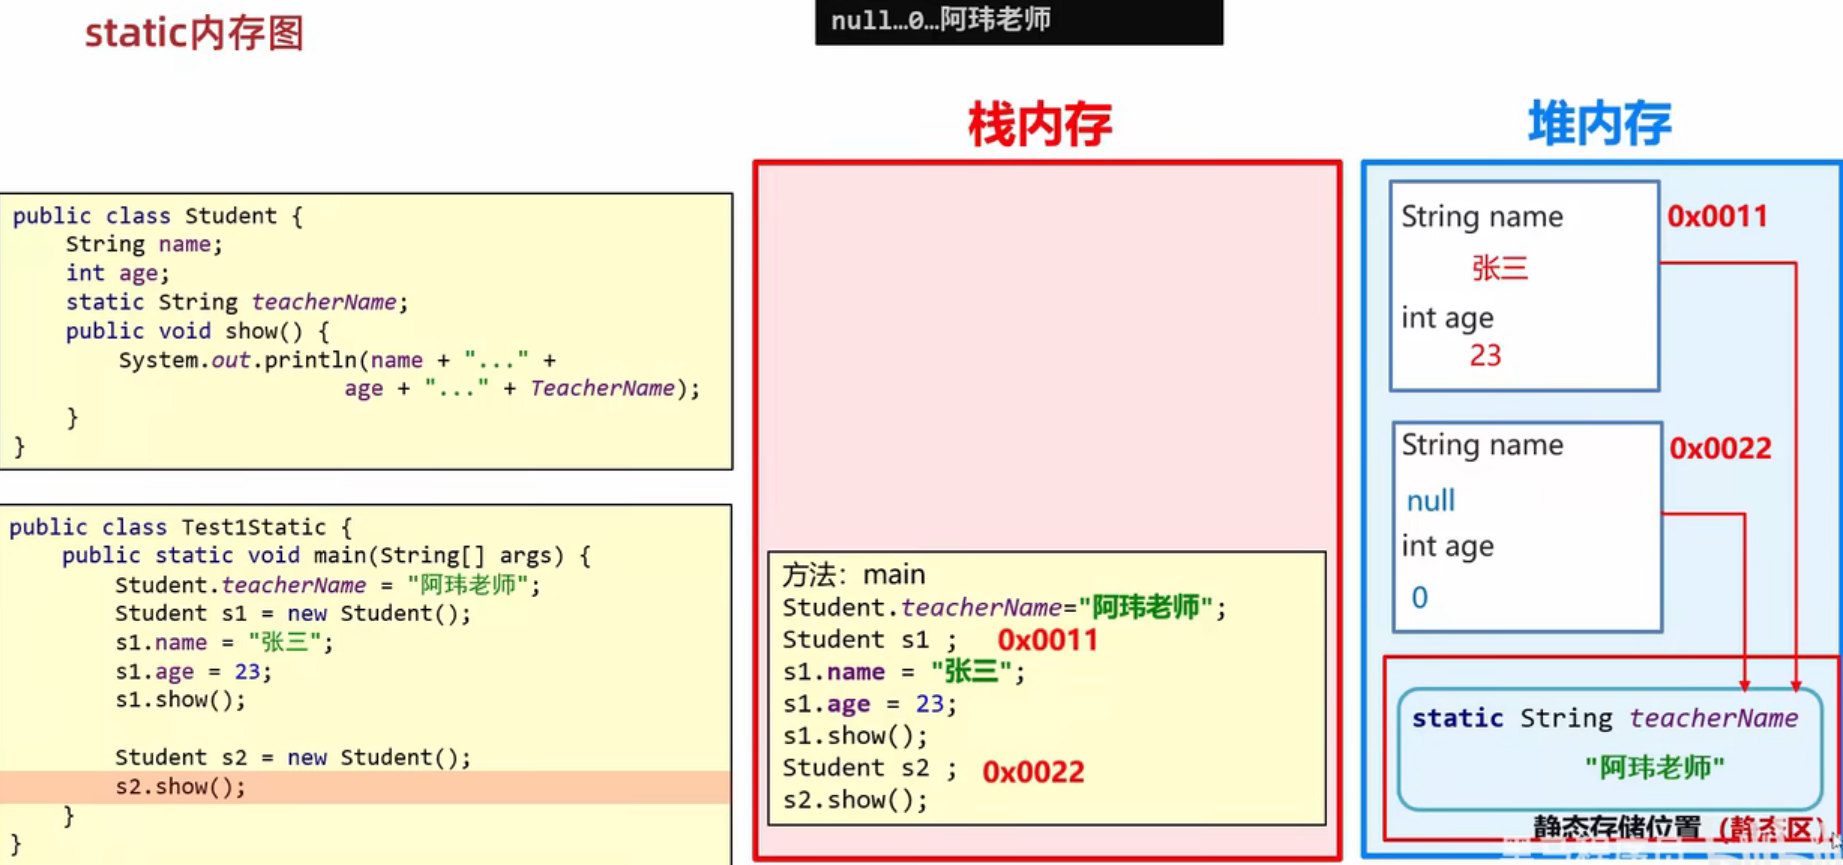 static内存图
null…0…阿玮老师
public class Student {
String name;
int age;
static String teacherName;
public void show() {
System.out.println(name + "..." +
age + "..." + TeacherName);
}
}
public class Test1Static {
public static void main(String[] args) {
Student.teacherName = "阿玮老师";
Student s1 = new Student();
s1.name = "张三";
s1.age = 23;
s1.show();
Student s2 = new Student();
s2.show();
}
}
栈内存
方法：main
Student.teacherName="阿玮老师";
Student s1 ; 0x0011
s1.name = "张三";
s1.age = 23;
s1.show();
Student s2 ; 0x0022
s2.show();
堆内存
String name 0x0011
张三
int age
23
String name 0x0022
null
int age
0
static String teacherName
"阿玮老师"
静态存储位置（静态区）